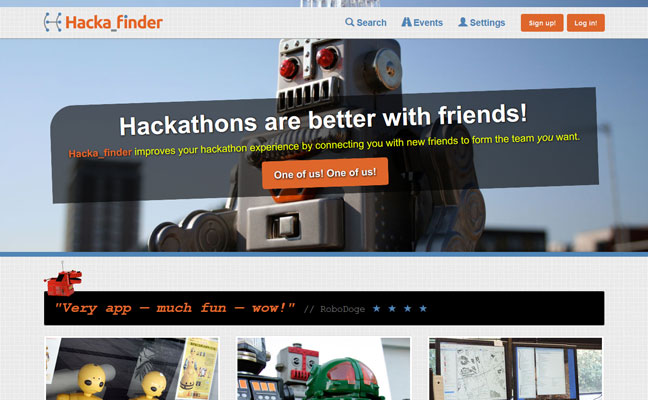 Hacka_finder Search Events Settings Sign up! Log in!
Hackathons are better with friends!
Hacka_finder improves your hackathon experience by connecting you with new friends to form the team you want.
One of us! One of us!
"Very app — much fun — wow!" // RoboDoge ★ ★ ★ ★